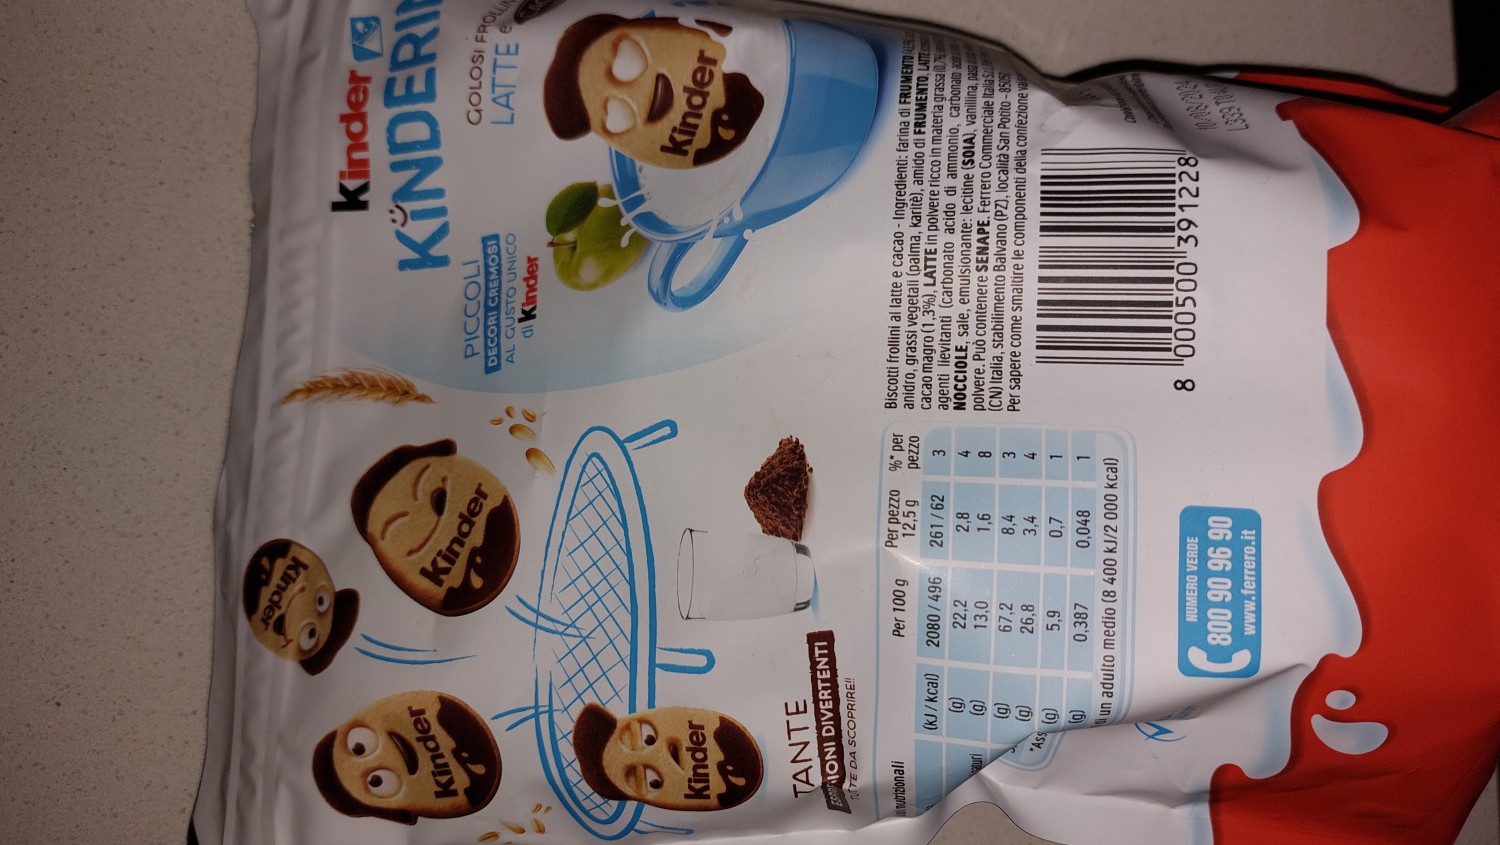 Kinder
KINDERIN
GOLOSI FROLLIN
LATTE e
PICCOLI
DECORI CREMOSI
AL GUSTO UNICO
di Kinder
Kinder
Kinder
Kinder
Kinder
Kinder
TANTE
IONI DIVERTENTI
TUTTE DA SCOPRIRE!!
Biscotti frollini al latte e cacao - Ingredienti: farina di FRUMENTO
anidro, grassi vegetali (palma, karitè), amido di FRUMENTO, LATTE
cacao magro (1,3%), LATTE in polvere ricco in materia grassa
agenti lievitanti (carbonato acido di ammonio, carbonato
NOCCIOLE, sale, emulsionante: lecitine (SOIA), vanillina,
polvere. Può contenere SENAPE. Ferrero Commerciale Italia
(CN) Italia, stabilimento Balvano (PZ), località San Potito -
Per sapere come smaltire le componenti della confezione
nutrizionali Per 100 g Per pezzo 12,5 g %* per pezzo
(kJ / kcal) 2080 / 496 261 / 62 3
(g) 22,2 2,8 4
(g) 13,0 1,6 8
(g) 67,2 8,4 3
(g) 26,8 3,4 4
(g) 5,9 0,7 1
(g) 0,387 0,048 1
un adulto medio (8 400 kJ/2 000 kcal)
8 000500 391228
NUMERO VERDE
800 90 96 90
www.ferrero.it